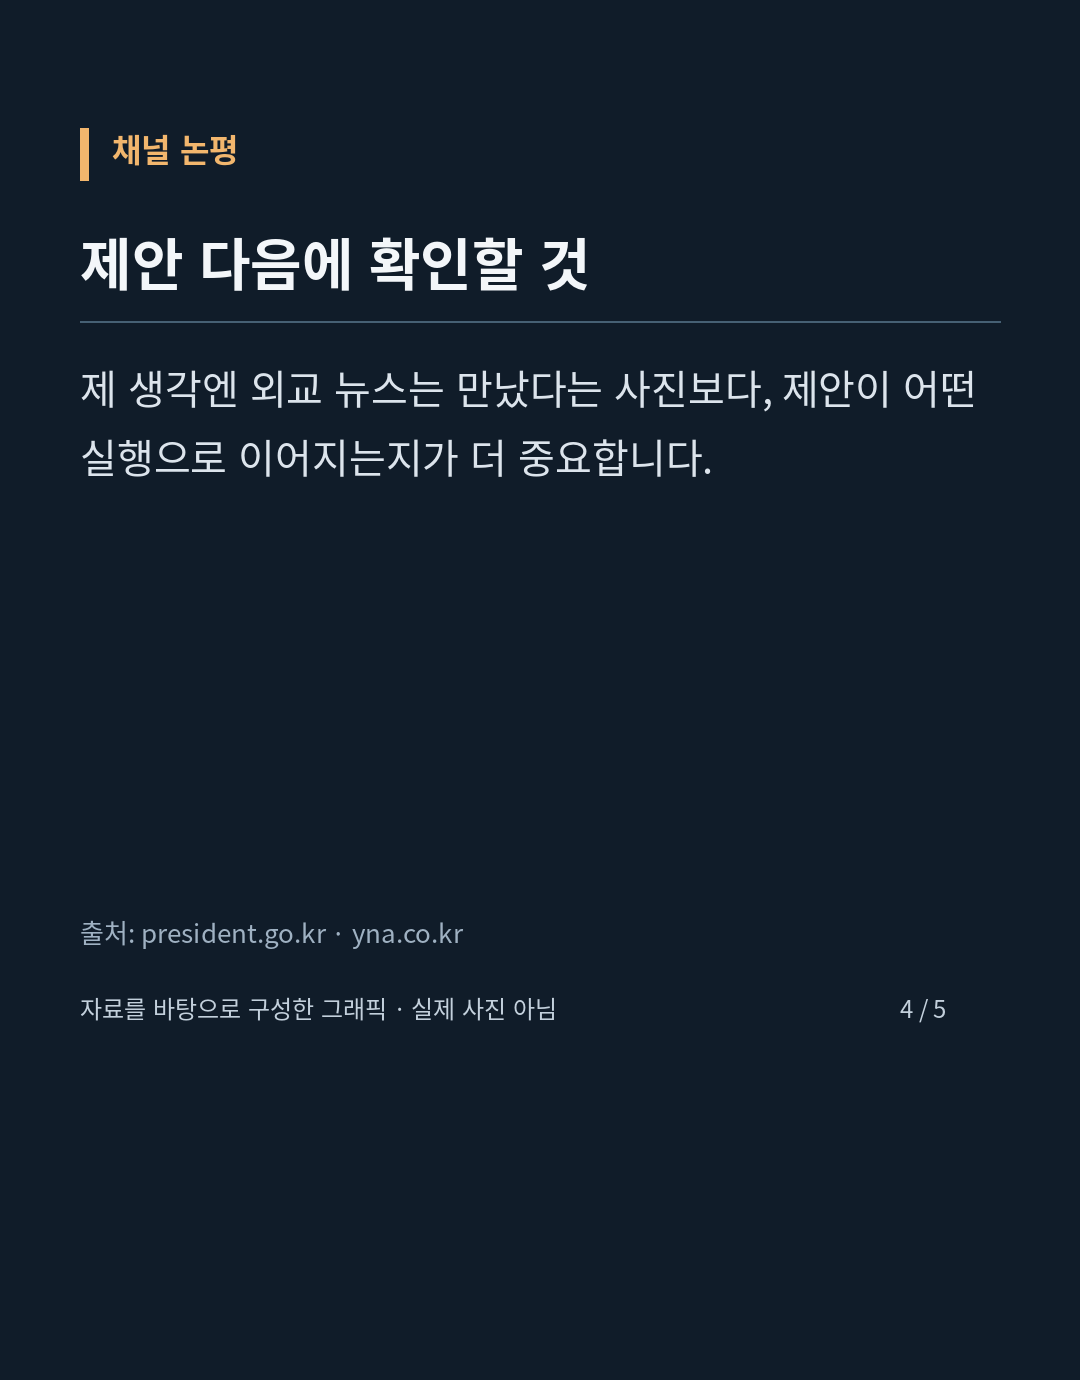 채널 논평
제안 다음에 확인할 것
제 생각엔 외교 뉴스는 만났다는 사진보다, 제안이 어떤
실행으로 이어지는지가 더 중요합니다.
출처: president.go.kr · yna.co.kr
자료를 바탕으로 구성한 그래픽 · 실제 사진 아님
4 / 5